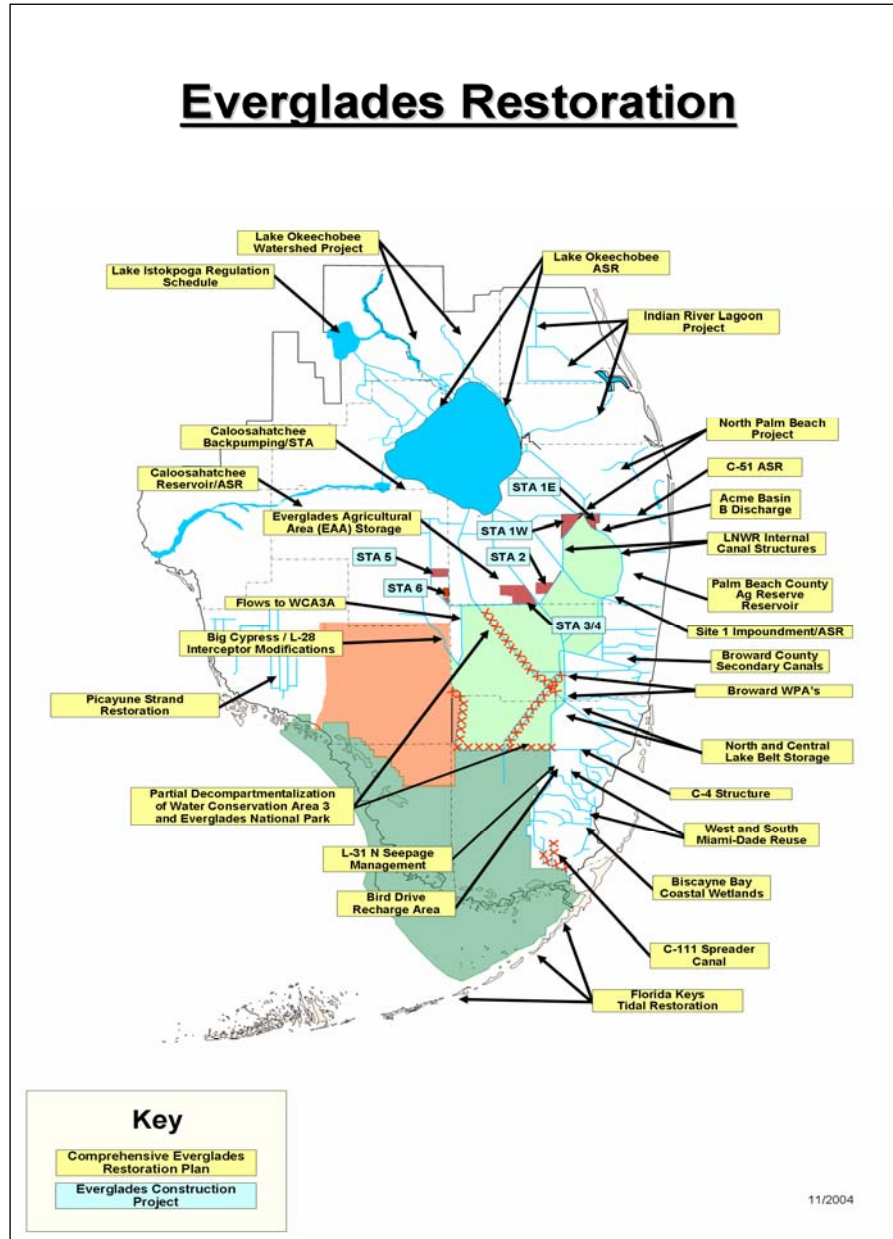 Everglades Restoration
Lake Okeechobee
Watershed Project
Lake Okeechobee
ASR
Lake Istokpoga Regulation
Schedule
Indian River Lagoon
Project
Caloosahatchee
Backpumping/STA
North Palm Beach
Project
C-51 ASR
Caloosahatchee
Reservoir/ASR
STA 1E
Acme Basin
B Discharge
Everglades Agricultural
Area (EAA) Storage
STA 1W
LNWR Internal
Canal Structures
STA 5
STA 2
STA 6
Palm Beach County
Ag Reserve
Reservoir
Flows to WCA3A
STA 3/4
Site 1 Impoundment/ASR
Big Cypress / L-28
Interceptor Modifications
Broward County
Secondary Canals
Broward WPA's
Picayune Strand
Restoration
North and Central
Lake Belt Storage
Partial Decompartmentalization
of Water Conservation Area 3
and Everglades National Park
C-4 Structure
West and South
Miami-Dade Reuse
L-31 N Seepage
Management
Biscayne Bay
Coastal Wetlands
Bird Drive
Recharge Area
C-111 Spreader
Canal
Florida Keys
Tidal Restoration
Key
Comprehensive Everglades
Restoration Plan
Everglades Construction
Project
11/2004